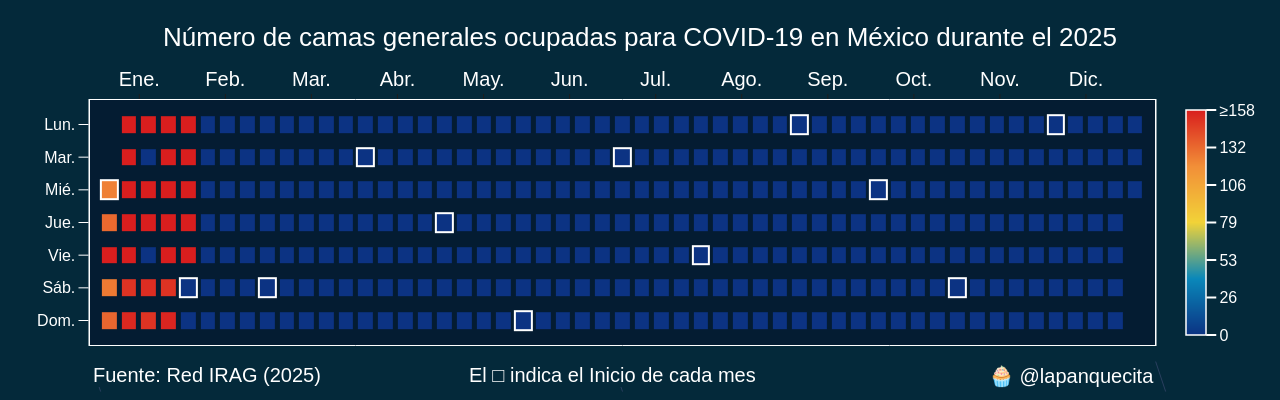 Número de camas generales ocupadas para COVID-19 en México durante el 2025
Ene. Feb. Mar. Abr. May. Jun. Jul. Ago. Sep. Oct. Nov. Dic.
Lun.
Mar.
Mié.
Jue.
Vie.
Sáb.
Dom.
≥158
132
106
79
53
26
0
Fuente: Red IRAG (2025)
El □ indica el Inicio de cada mes
🧁 @lapanquecita